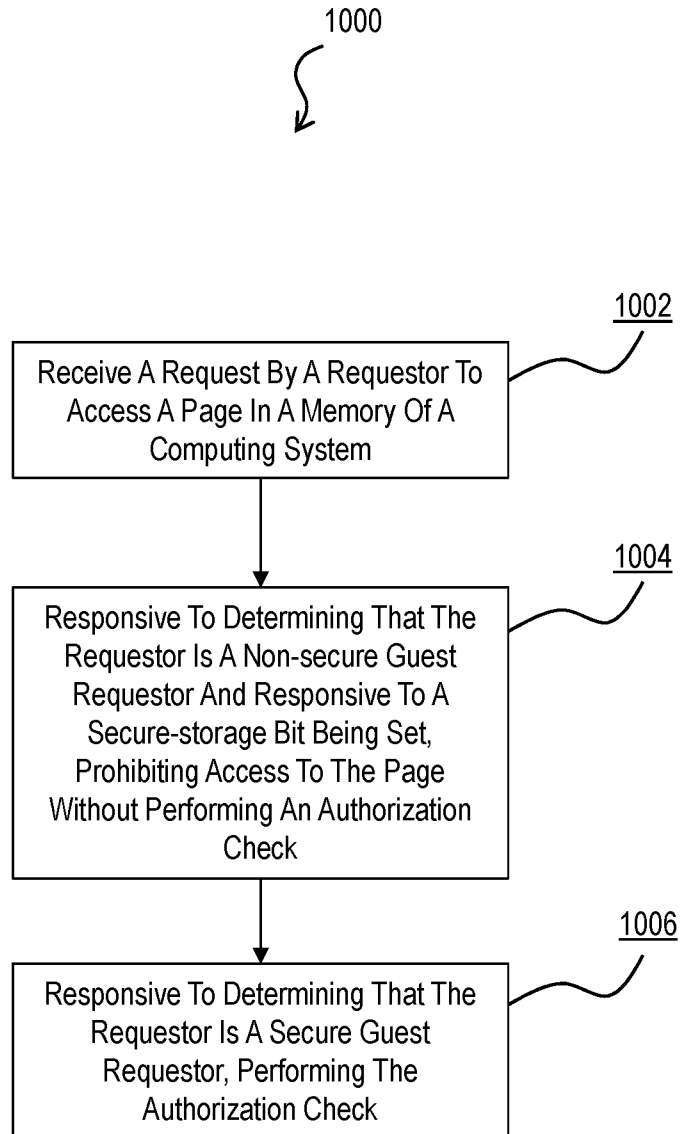 1000
1002
Receive A Request By A Requestor To
Access A Page In A Memory Of A
Computing System
1004
Responsive To Determining That The
Requestor Is A Non-secure Guest
Requestor And Responsive To A
Secure-storage Bit Being Set,
Prohibiting Access To The Page
Without Performing An Authorization
Check
1006
Responsive To Determining That The
Requestor Is A Secure Guest
Requestor, Performing The
Authorization Check